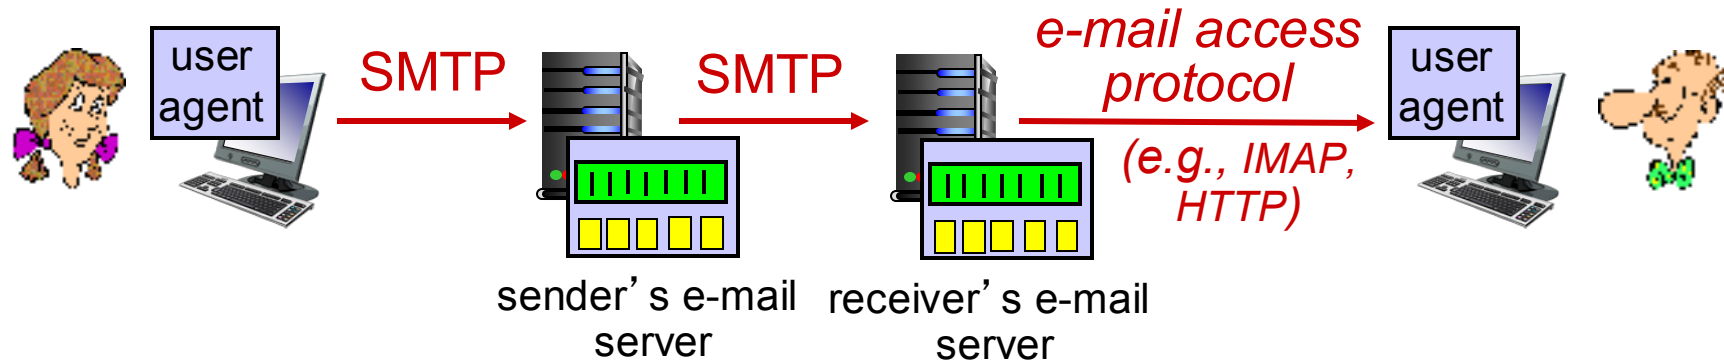 user
agent
SMTP
SMTP
e-mail access
protocol
(e.g., IMAP,
HTTP)
user
agent
sender’s e-mail
server
receiver’s e-mail
server